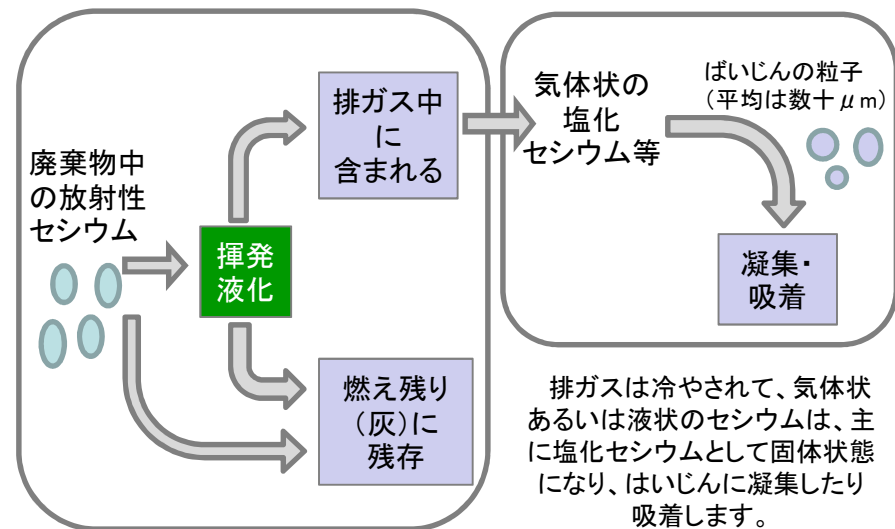 廃棄物中
の放射性
セシウム
揮発
液化
排ガス中
に
含まれる
燃え残り
（灰）に
残存
気体状の
塩化
セシウム等
ばいじんの粒子
（平均は数十μm）
凝集・
吸着
排ガスは冷やされて、気体状
あるいは液状のセシウムは、主
に塩化セシウムとして固体状態
になり、はいじんに凝集したり
吸着します。